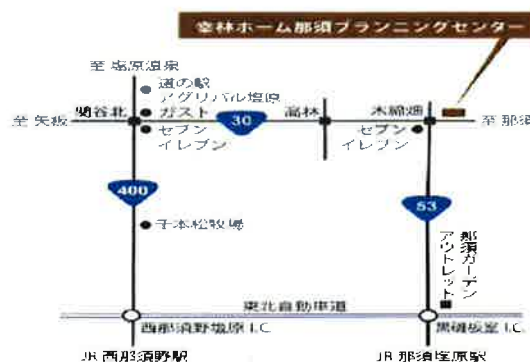 幸林ホーム那須プランニングセンター
至 塩原温泉
道の駅
アグリパル塩原
関谷北
ガスト
高林
木綿畑
至 矢板
30
至 那須
セブン
イレブン
セブン
イレブン
400
53
千本松牧場
那須ガーデン
アウトレット
東北自動車道
西那須野塩原 I.C.
黒磯板室 I.C.
JR 西那須野駅
JR 那須塩原駅